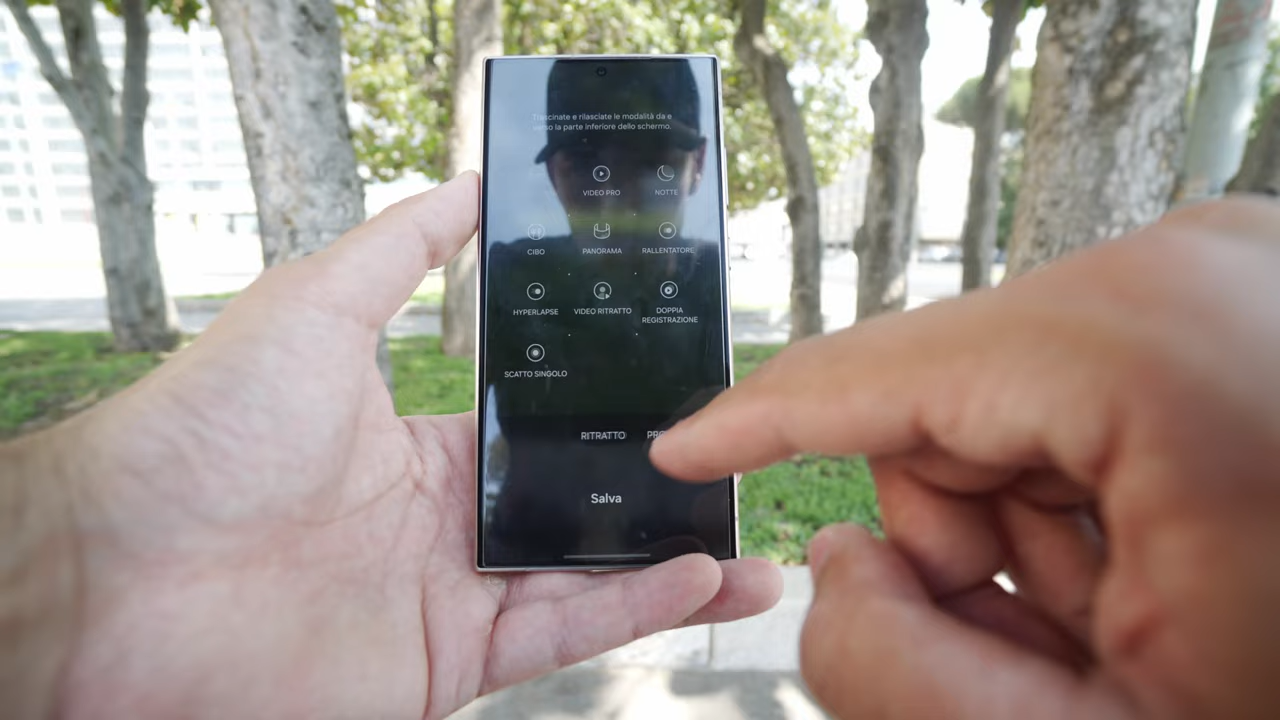 Trascinate e rilasciate le modalità da e
verso la parte inferiore dello schermo.
VIDEO PRO
NOTTE
CIBO
PANORAMA
RALLENTATORE
HYPERLAPSE
VIDEO RITRATTO
DOPPIA
REGISTRAZIONE
SCATTO SINGOLO
RITRATTO
Salva